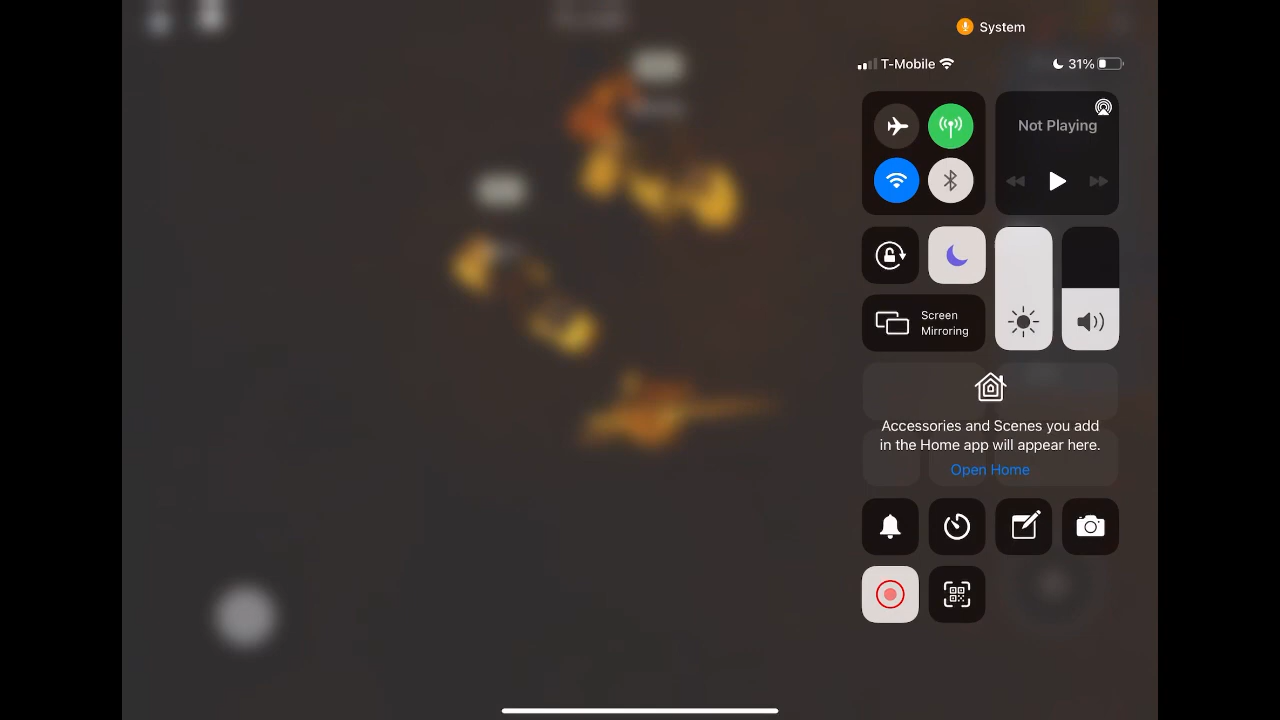 System
T-Mobile
31%
Not Playing
Screen
Mirroring
Accessories and Scenes you add
in the Home app will appear here.
Open Home